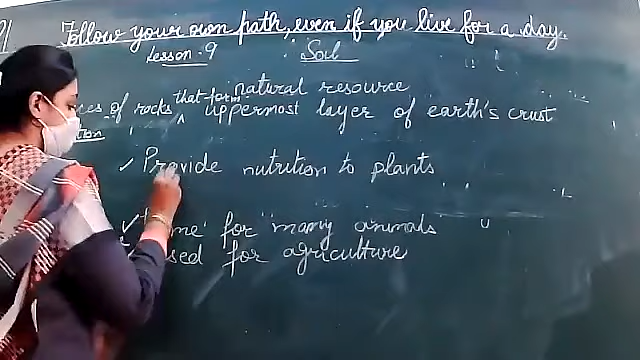 Follow your own path, even if you live for a day.
Lesson-9 Soil
natural resource
of rocks that form uppermost layer of earth's crust
✓ Provide nutrition to plants
✓ for many animals
for agriculture